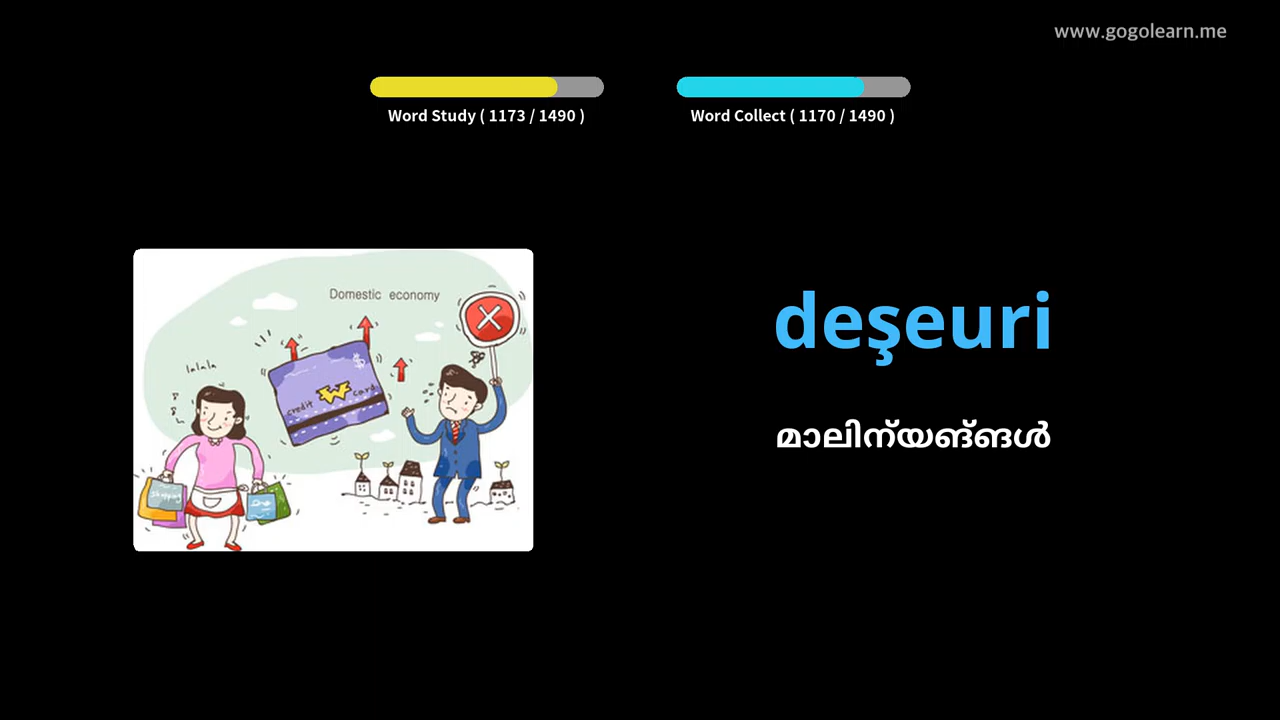 www.gogolearn.me
Word Study ( 1173 / 1490 )
Word Collect ( 1170 / 1490 )
Domestic economy
lalala
credit card
W
$
Shopping
deşeuri
മാലിന്യങ്ങൾ